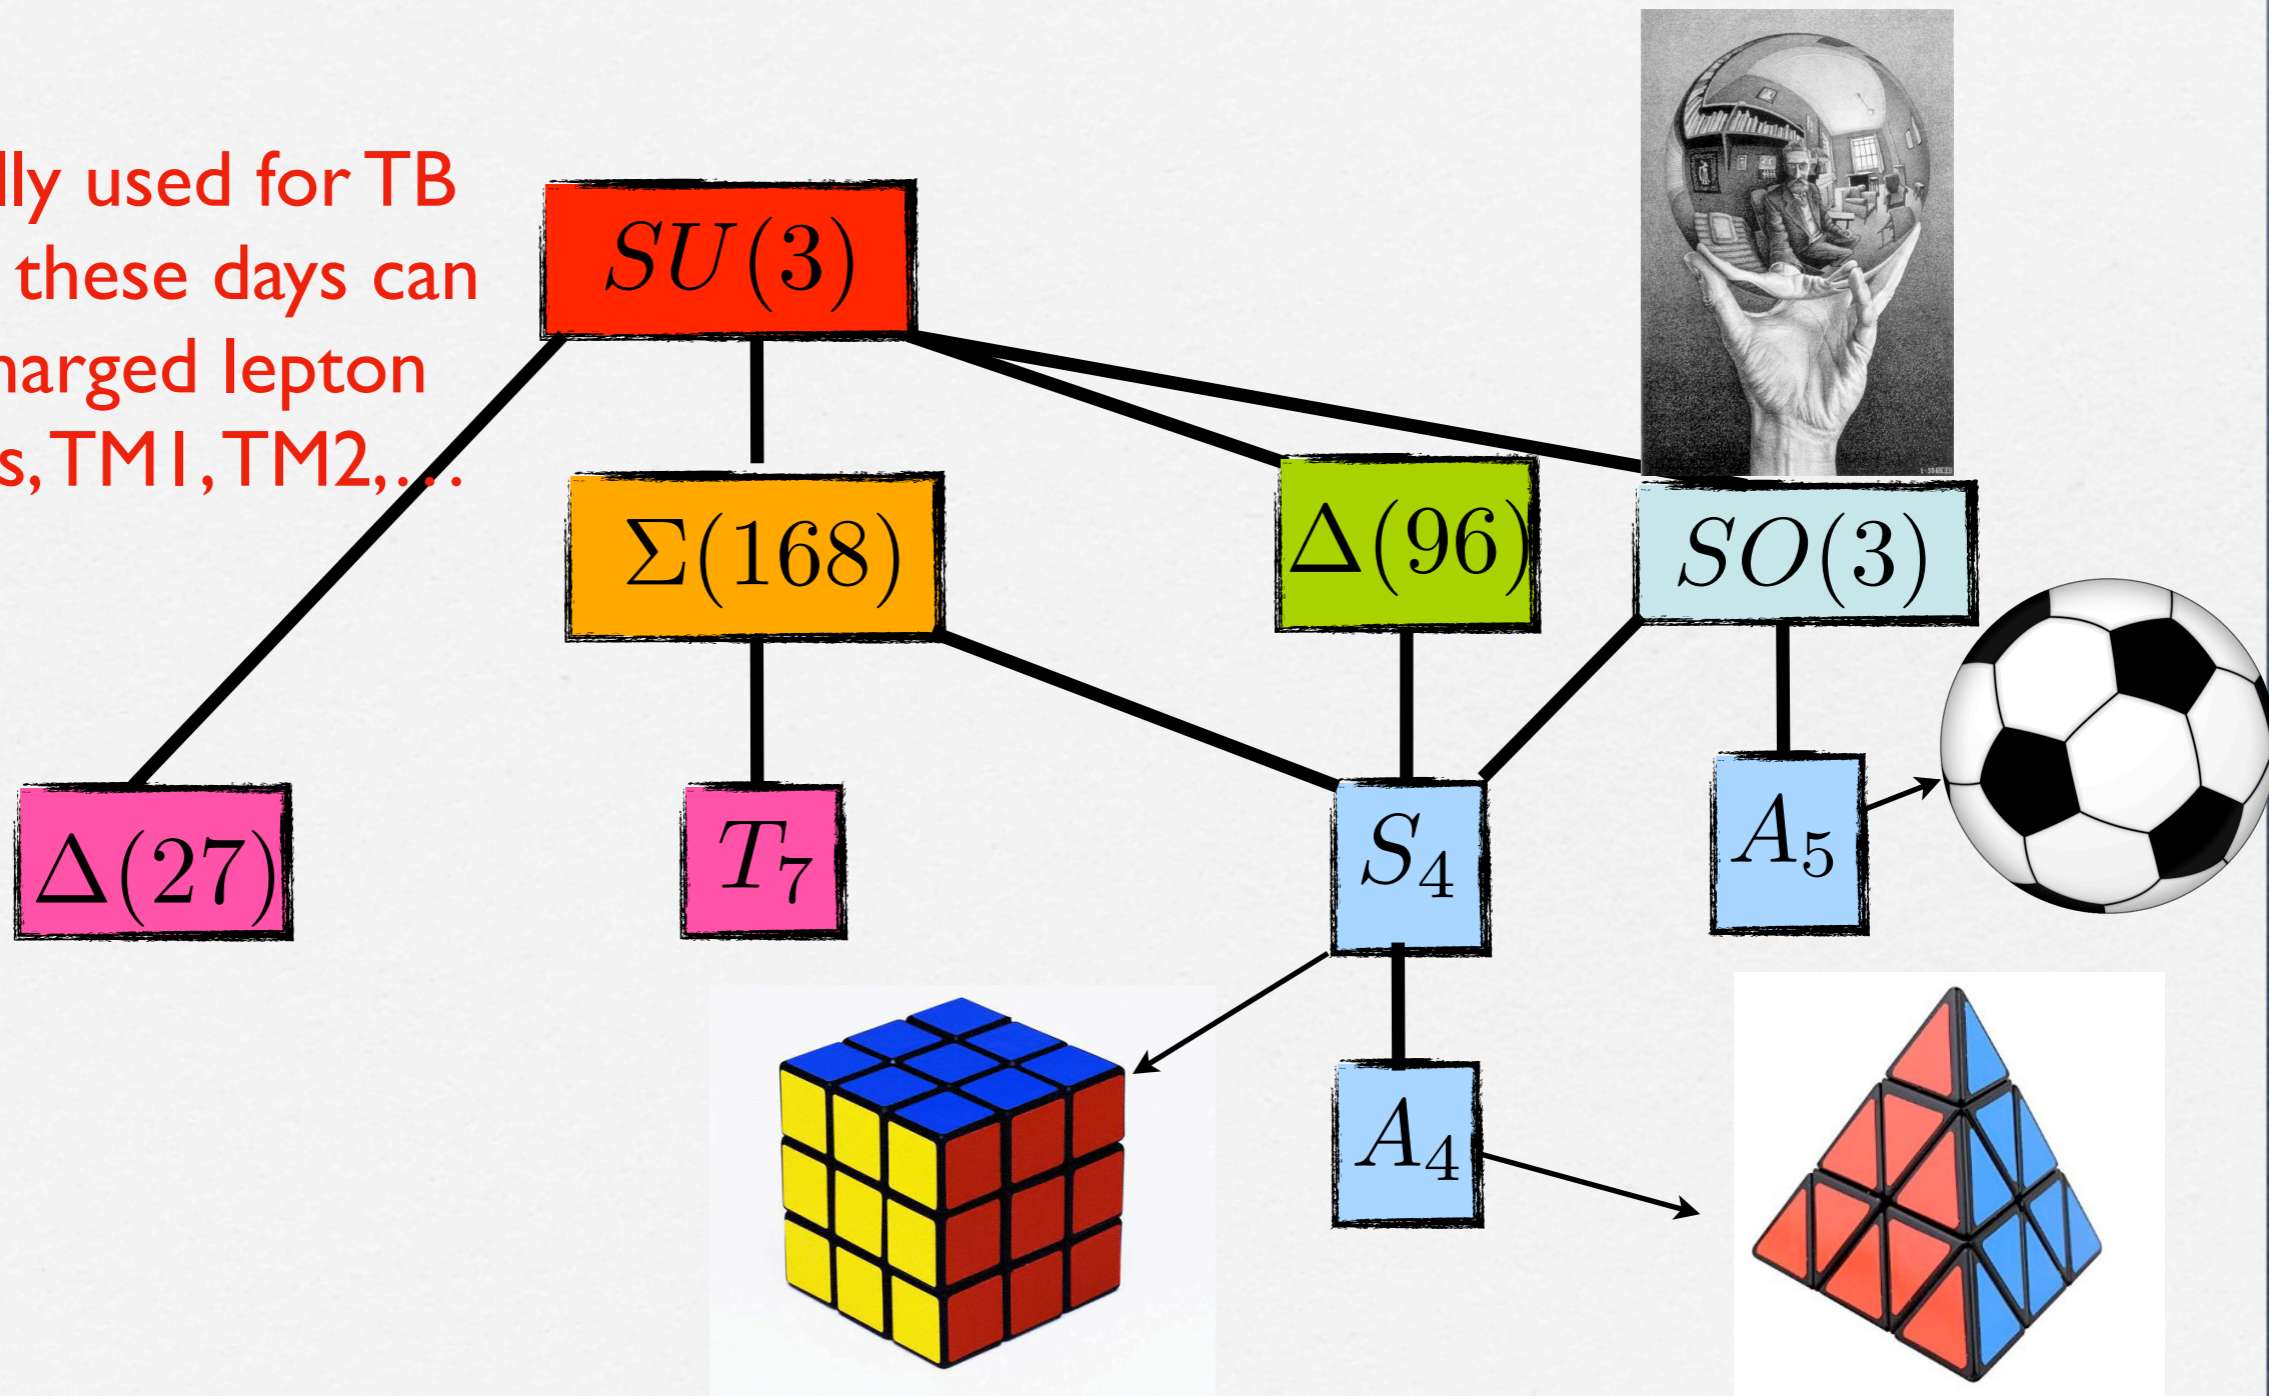 lly used for TB
these days can
harged lepton
s, TM1, TM2,…
SU(3)
Σ(168)
Δ(96)
SO(3)
Δ(27)
T₇
S₄
A₅
A₄